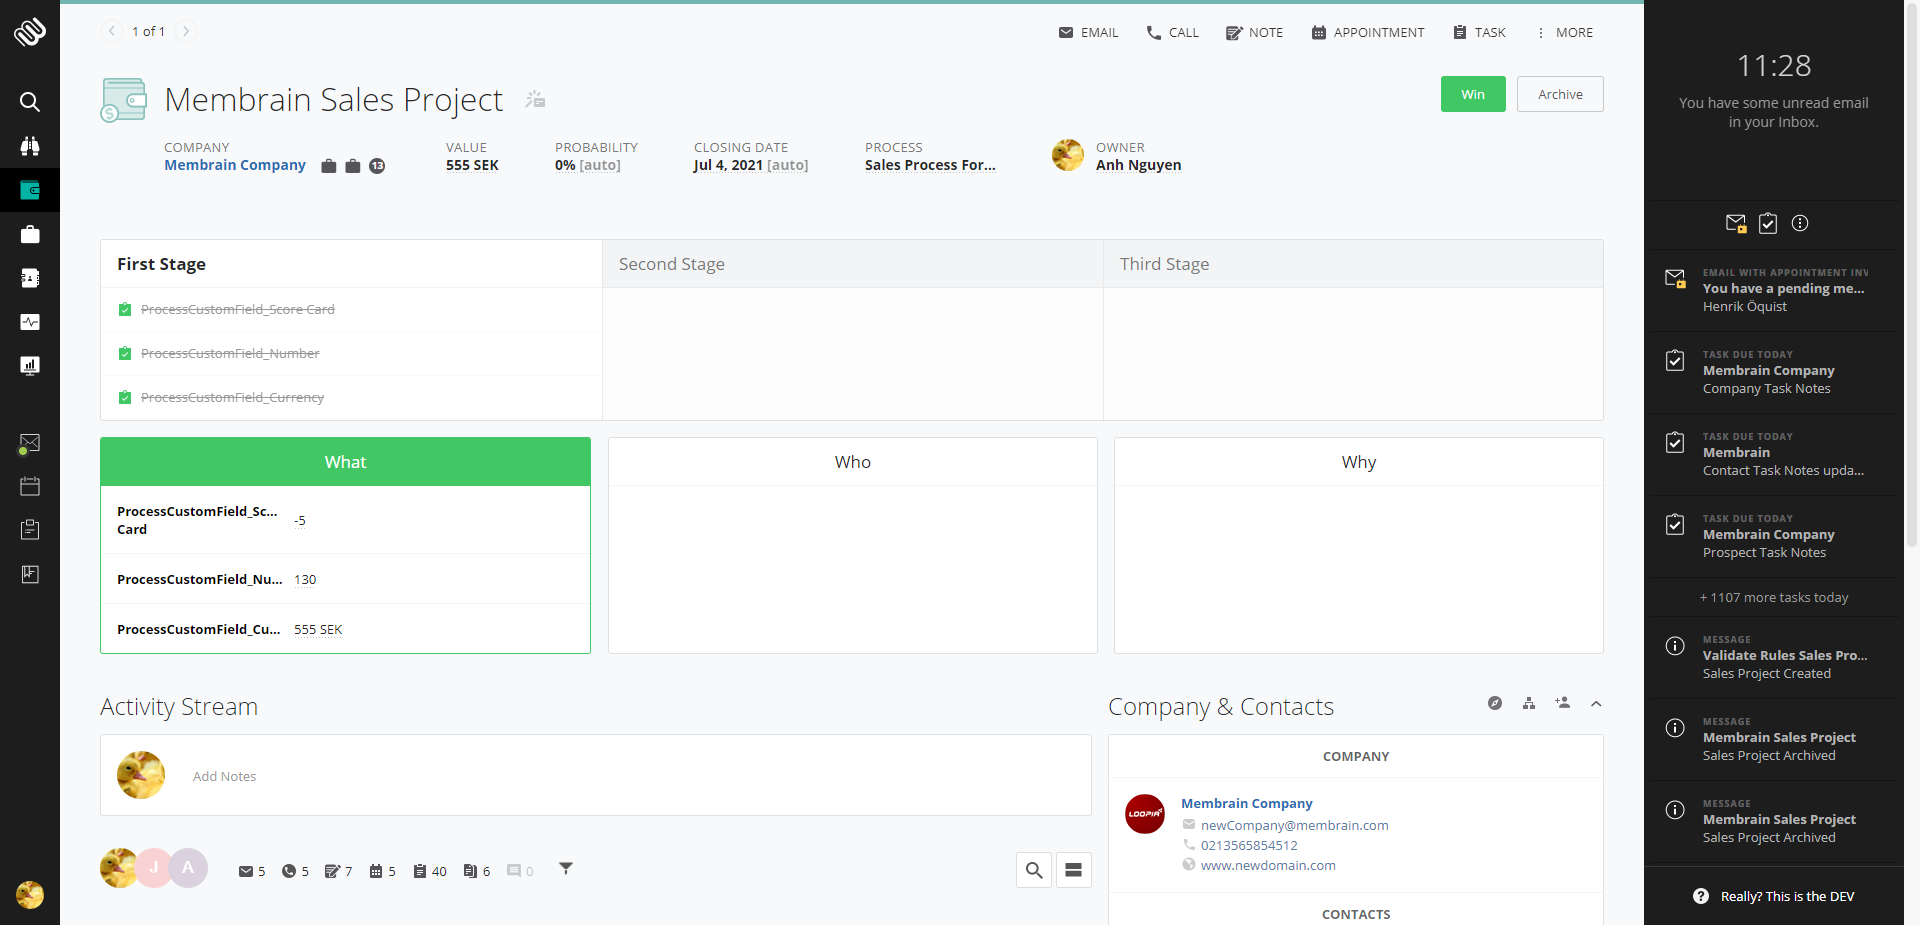 1 of 1
EMAIL
CALL
NOTE
APPOINTMENT
TASK
MORE
Membrain Sales Project
Win
Archive
COMPANY
Membrain Company
13
VALUE
555 SEK
PROBABILITY
0% [auto]
CLOSING DATE
Jul 4, 2021 [auto]
PROCESS
Sales Process For...
OWNER
Anh Nguyen
First Stage
Second Stage
Third Stage
ProcessCustomField_Score Card
ProcessCustomField_Number
ProcessCustomField_Currency
What
ProcessCustomField_Sc...
Card
-5
ProcessCustomField_Nu...
130
ProcessCustomField_Cu...
555 SEK
Who
Why
Activity Stream
Add Notes
J
A
5
5
7
5
40
6
0
Company & Contacts
COMPANY
LOOPIA
Membrain Company
newCompany@membrain.com
0213565854512
www.newdomain.com
CONTACTS
11:28
You have some unread email
in your Inbox.
EMAIL WITH APPOINTMENT INV
You have a pending me...
Henrik Öquist
TASK DUE TODAY
Membrain Company
Company Task Notes
TASK DUE TODAY
Membrain
Contact Task Notes upda...
TASK DUE TODAY
Membrain Company
Prospect Task Notes
+ 1107 more tasks today
MESSAGE
Validate Rules Sales Pro...
Sales Project Created
MESSAGE
Membrain Sales Project
Sales Project Archived
MESSAGE
Membrain Sales Project
Sales Project Archived
Really? This is the DEV